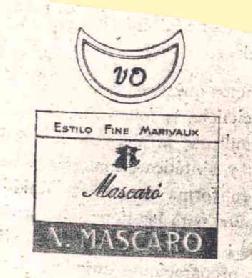 VO
ESTILO FINE MARIVAUX
Mascaró
A. MASCARO